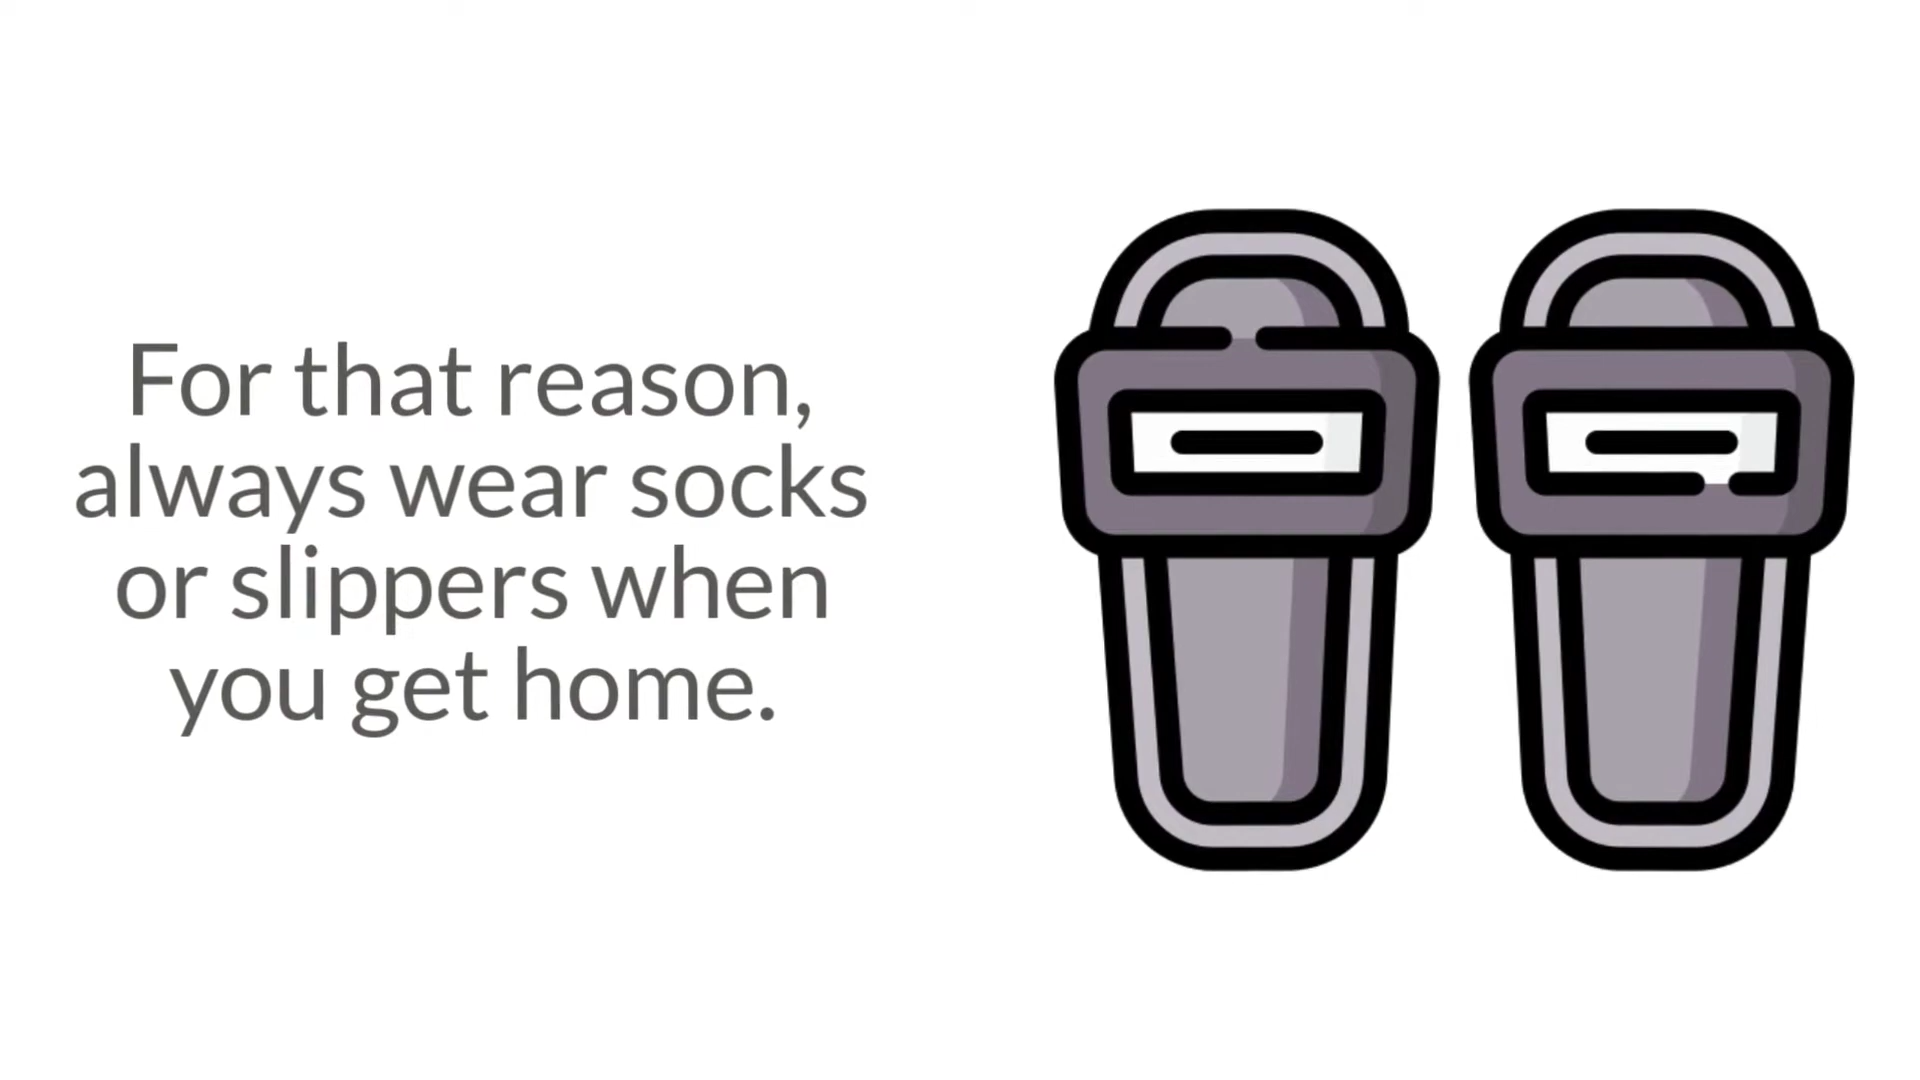 For that reason,
always wear socks
or slippers when
you get home.